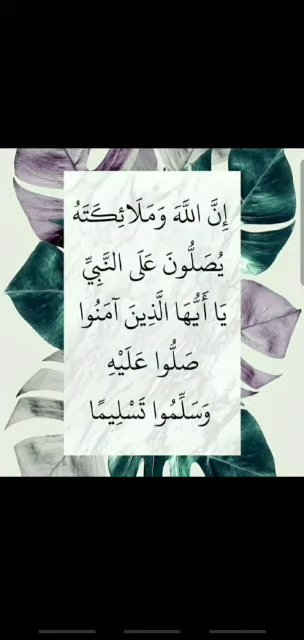 إِنَّ اللَّهَ وَمَلَائِكَتَهُ
يُصَلُّونَ عَلَى النَّبِيِّ
يَا أَيُّهَا الَّذِينَ آمَنُوا
صَلُّوا عَلَيْهِ
وَسَلِّمُوا تَسْلِيمًا